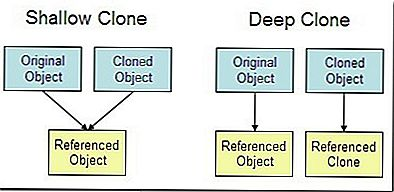 Shallow Clone
Deep Clone
Original
Object
Cloned
Object
Original
Object
Cloned
Object
Referenced
Object
Referenced
Object
Referenced
Clone